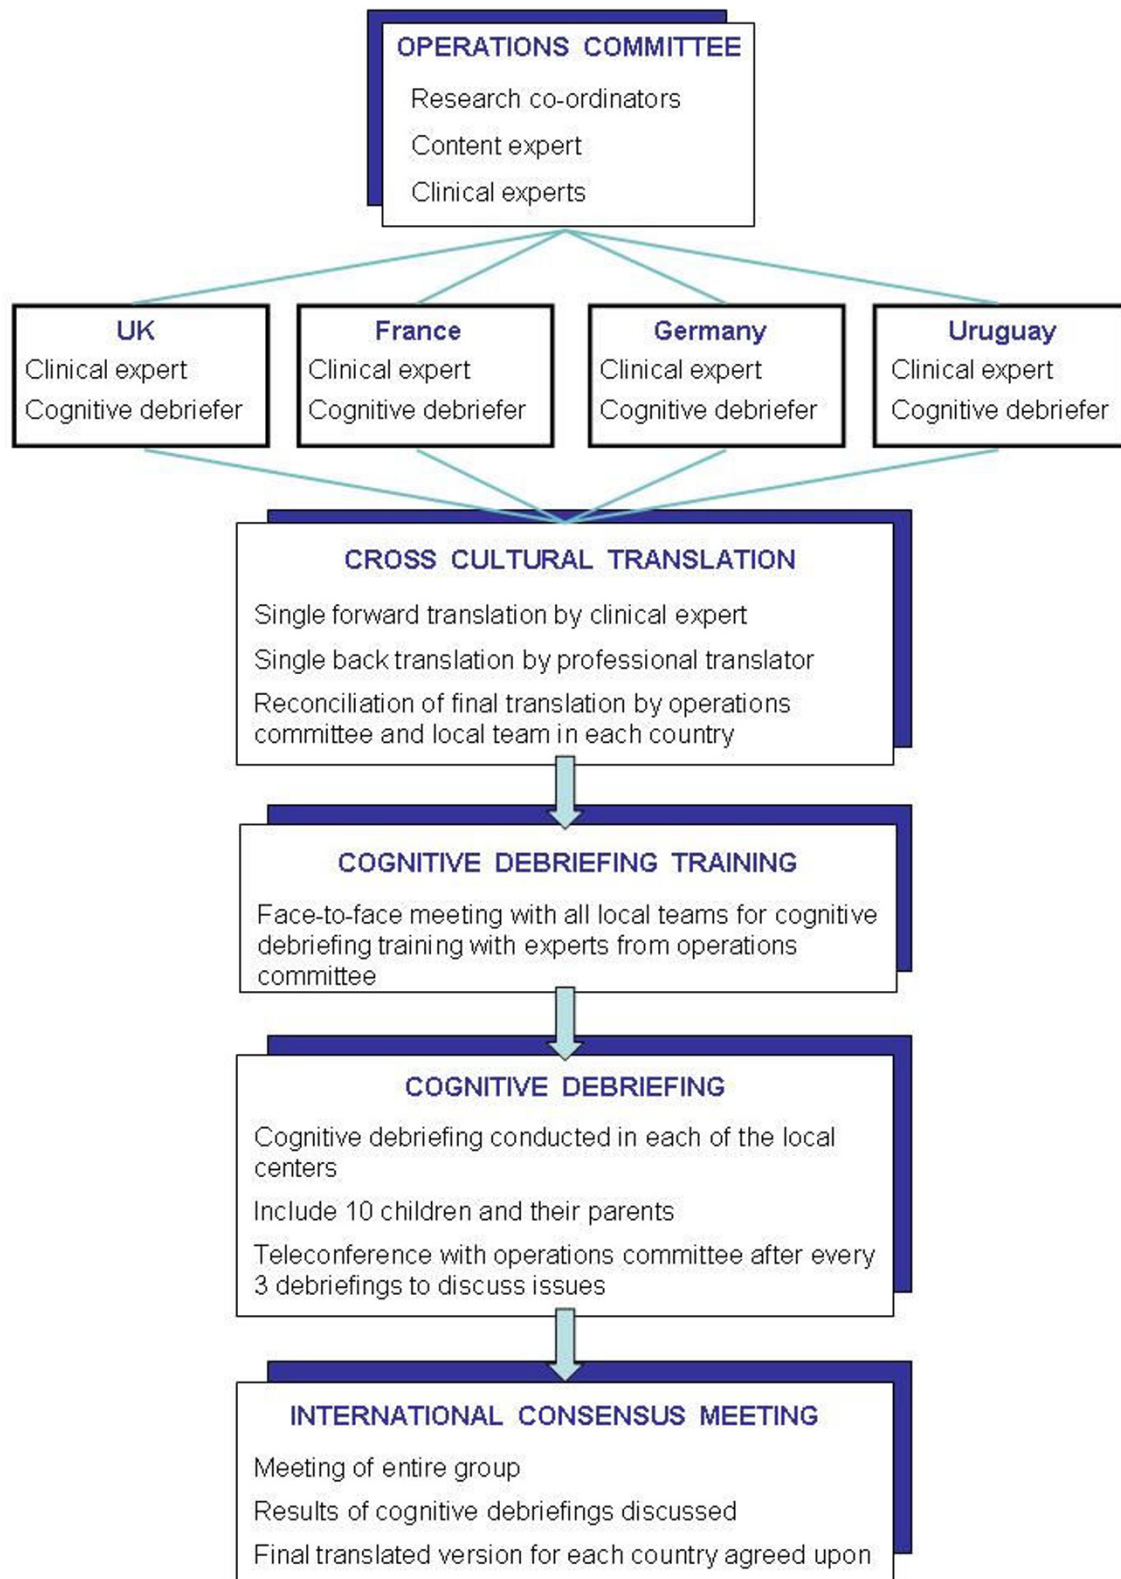 OPERATIONS COMMITTEE
Research co-ordinators
Content expert
Clinical experts
UK
Clinical expert
Cognitive debriefer
France
Clinical expert
Cognitive debriefer
Germany
Clinical expert
Cognitive debriefer
Uruguay
Clinical expert
Cognitive debriefer
CROSS CULTURAL TRANSLATION
Single forward translation by clinical expert
Single back translation by professional translator
Reconciliation of final translation by operations
committee and local team in each country
COGNITIVE DEBRIEFING TRAINING
Face-to-face meeting with all local teams for cognitive
debriefing training with experts from operations
committee
COGNITIVE DEBRIEFING
Cognitive debriefing conducted in each of the local
centers
Include 10 children and their parents
Teleconference with operations committee after every
3 debriefings to discuss issues
INTERNATIONAL CONSENSUS MEETING
Meeting of entire group
Results of cognitive debriefings discussed
Final translated version for each country agreed upon